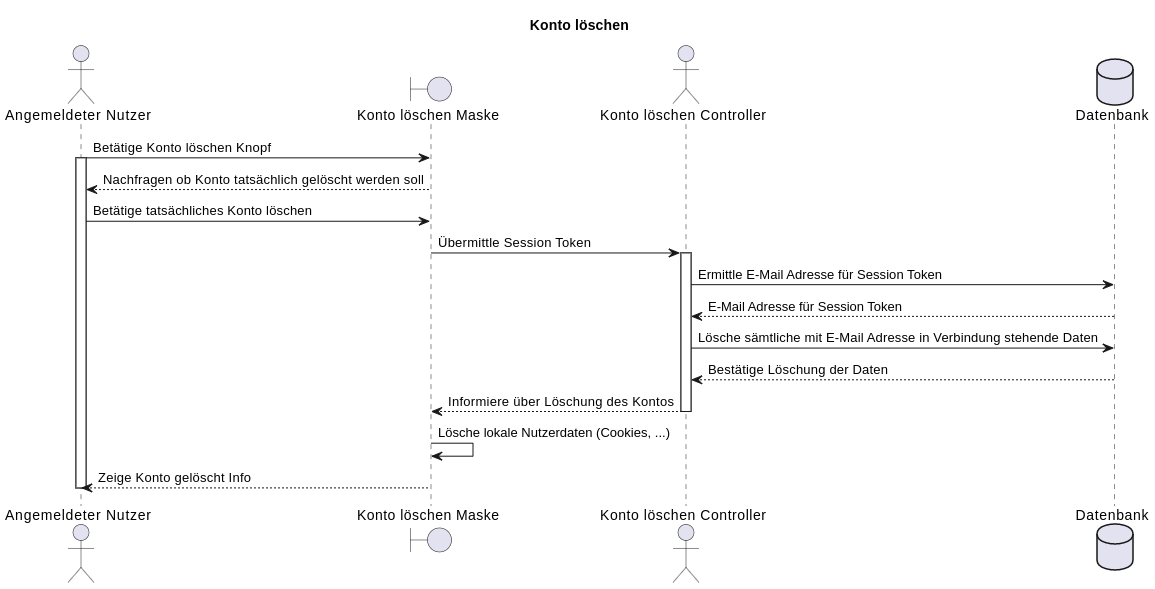 Konto löschen
Angemeldeter Nutzer
Konto löschen Maske
Konto löschen Controller
Datenbank
Betätige Konto löschen Knopf
Nachfragen ob Konto tatsächlich gelöscht werden soll
Betätige tatsächliches Konto löschen
Übermittle Session Token
Ermittle E-Mail Adresse für Session Token
E-Mail Adresse für Session Token
Lösche sämtliche mit E-Mail Adresse in Verbindung stehende Daten
Bestätige Löschung der Daten
Informiere über Löschung des Kontos
Lösche lokale Nutzerdaten (Cookies, ...)
Zeige Konto gelöscht Info
Angemeldeter Nutzer
Konto löschen Maske
Konto löschen Controller
Datenbank